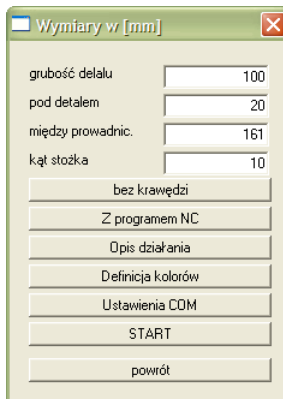 Wymiary w [mm]
grubość delalu 100
pod detalem 20
między prowadnic. 161
kąt stożka 10
bez krawędzi
Z programem NC
Opis działania
Definicja kolorów
Ustawienia COM
START
powrót